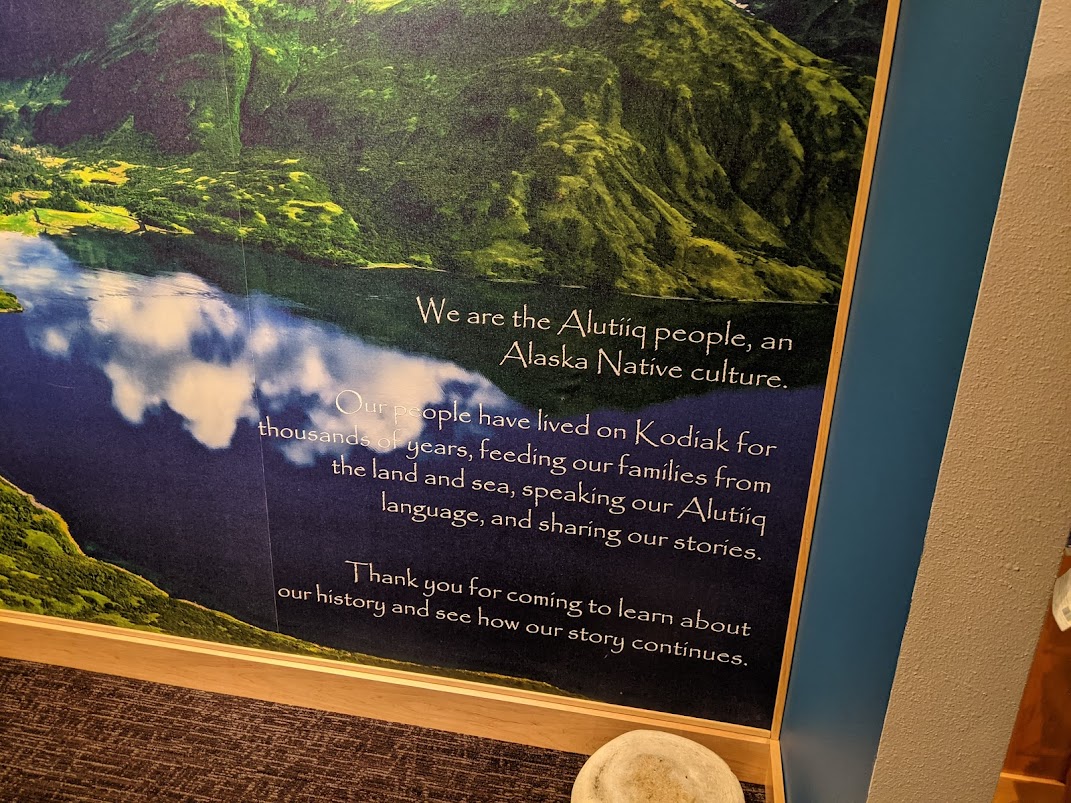 We are the Alutiiq people, an
Alaska Native culture.
Our people have lived on Kodiak for
thousands of years, feeding our families from
the land and sea, speaking our Alutiiq
language, and sharing our stories.
Thank you for coming to learn about
our history and see how our story continues.